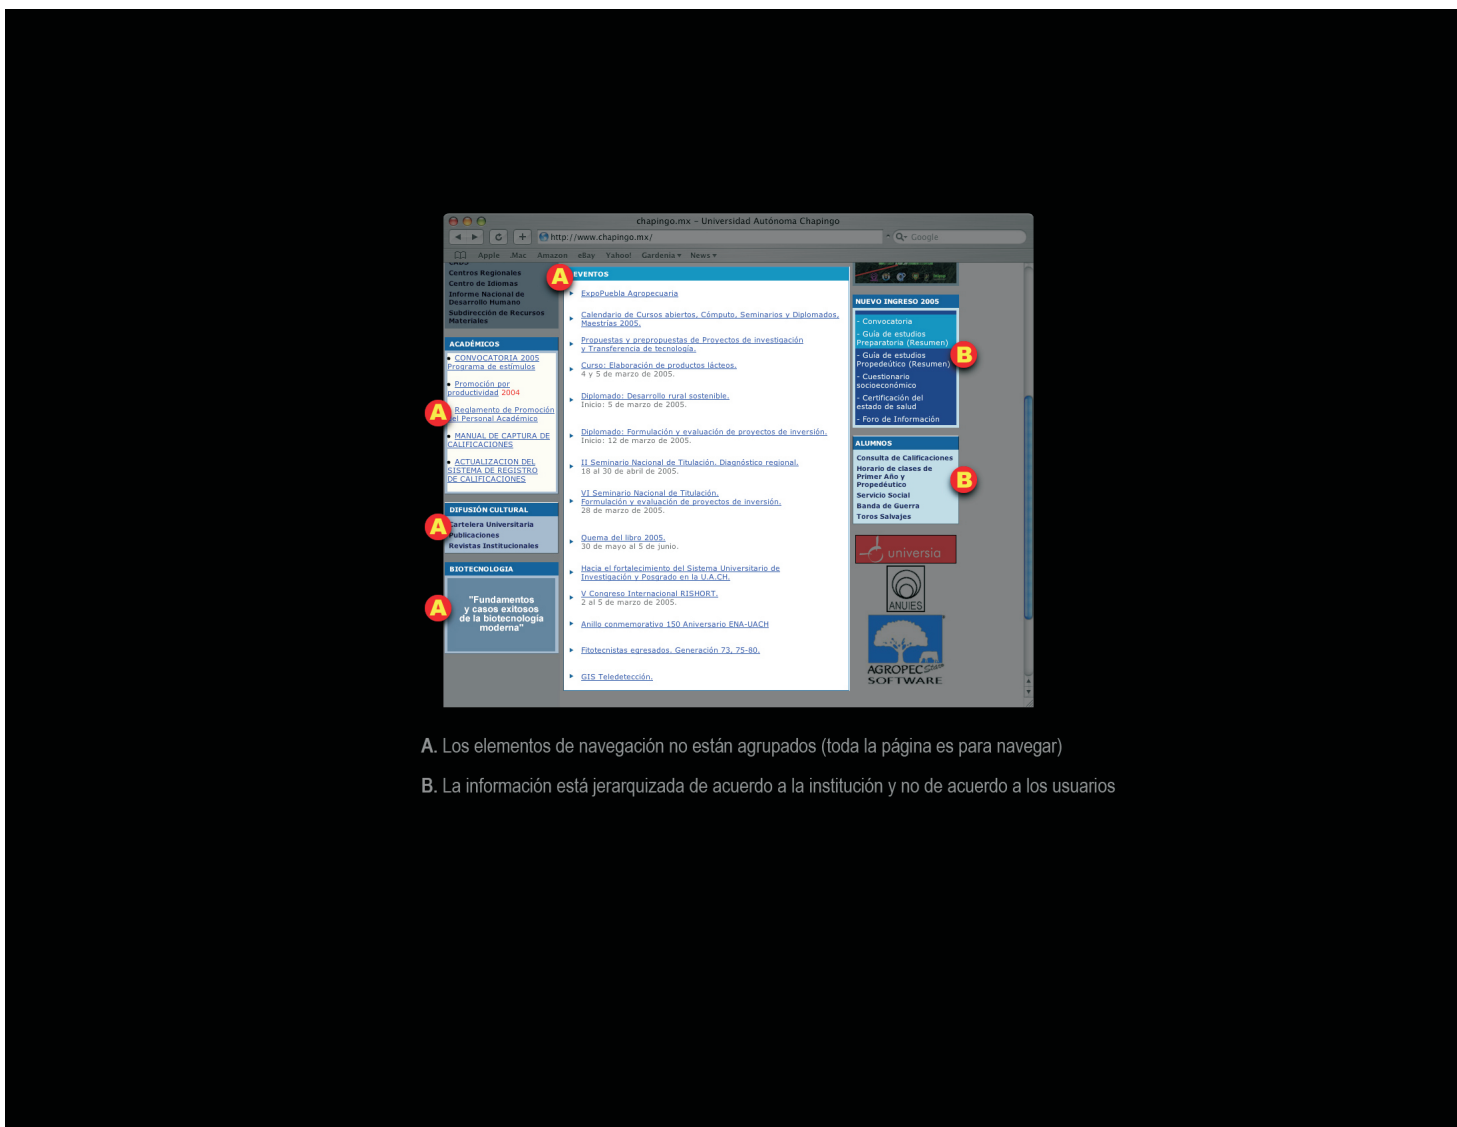 chapingo.mx – Universidad Autónoma Chapingo
http://www.chapingo.mx/
Google
Apple .Mac Amazon eBay Yahoo! Gardenia News
CADS
Centros Regionales
Centro de Idiomas
Informe Nacional de
Desarrollo Humano
Subdirección de Recursos
Materiales
ACADÉMICOS
• CONVOCATORIA 2005
Programa de estímulos
• Promoción por
productividad 2004
A
Reglamento de Promoción
del Personal Académico
• MANUAL DE CAPTURA DE
CALIFICACIONES
• ACTUALIZACION DEL
SISTEMA DE REGISTRO
DE CALIFICACIONES
DIFUSIÓN CULTURAL
A
Cartelera Universitaria
Publicaciones
Revistas Institucionales
BIOTECNOLOGIA
A
"Fundamentos
y casos exitosos
de la biotecnología
moderna"
A
EVENTOS
ExpoPuebla Agropecuaria
Calendario de Cursos abiertos, Cómputo, Seminarios y Diplomados,
Maestrías 2005.
Propuestas y prepropuestas de Proyectos de investigación
y Transferencia de tecnología.
Curso: Elaboración de productos lácteos.
4 y 5 de marzo de 2005.
Diplomado: Desarrollo rural sostenible.
Inicio: 5 de marzo de 2005.
Diplomado: Formulación y evaluación de proyectos de inversión.
Inicio: 12 de marzo de 2005.
II Seminario Nacional de Titulación. Diagnóstico regional.
18 al 30 de abril de 2005.
VI Seminario Nacional de Titulación.
Formulación y evaluación de proyectos de inversión.
28 de marzo de 2005.
Quema del libro 2005.
30 de mayo al 5 de junio.
Hacia el fortalecimiento del Sistema Universitario de
Investigación y Posgrado en la U.A.CH.
V Congreso Internacional RISHORT.
2 al 5 de marzo de 2005.
Anillo conmemorativo 150 Aniversario ENA-UACH
Fitotecnistas egresados. Generación 73, 75-80.
GIS Teledetección.
NUEVO INGRESO 2005
- Convocatoria
- Guía de estudios
Preparatoria (Resumen)
- Guía de estudios
Propedeútico (Resumen)
B
- Cuestionario
socioeconómico
- Certificación del
estado de salud
- Foro de Información
ALUMNOS
Consulta de Calificaciones
Horario de clases de
Primer Año y
Propedéutico
B
Servicio Social
Banda de Guerra
Toros Salvajes
universia
ANUIES
AGROPEC
SOFTWARE
A. Los elementos de navegación no están agrupados (toda la página es para navegar)
B. La información está jerarquizada de acuerdo a la institución y no de acuerdo a los usuarios